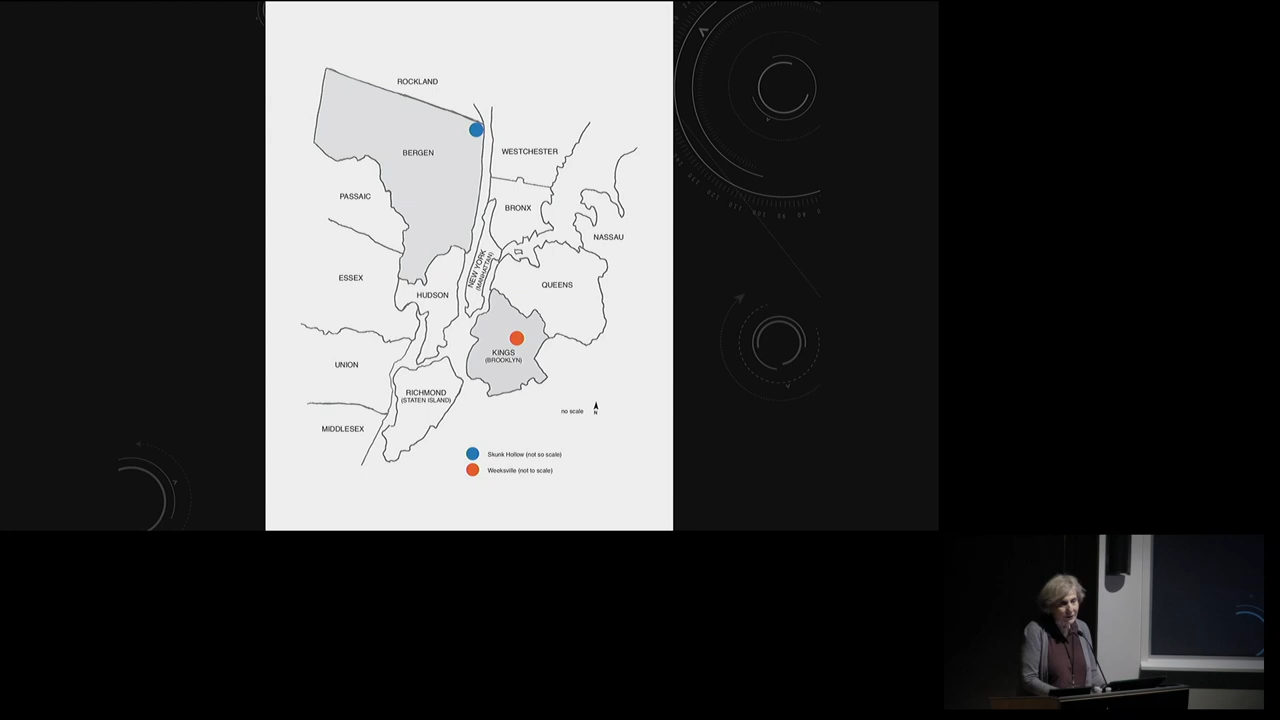 ROCKLAND
BERGEN
WESTCHESTER
PASSAIC
BRONX
NASSAU
NEW YORK
(MANHATTAN)
ESSEX
QUEENS
HUDSON
KINGS
(BROOKLYN)
UNION
RICHMOND
(STATEN ISLAND)
no scale
N
MIDDLESEX
Skunk Hollow (not so scale)
Weeksville (not to scale)